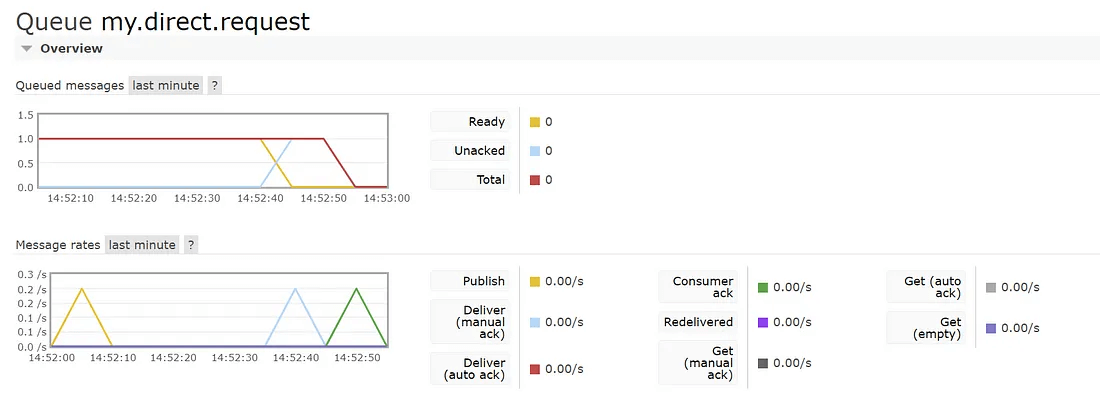 Queue my.direct.request
Overview
Queued messages last minute ?
1.5
1.0
0.5
0.0
14:52:10 14:52:20 14:52:30 14:52:40 14:52:50 14:53:00
Ready 0
Unacked 0
Total 0
Message rates last minute ?
0.3 /s
0.2 /s
0.2 /s
0.1 /s
0.1 /s
0.0 /s
14:52:00 14:52:10 14:52:20 14:52:30 14:52:40 14:52:50
Publish 0.00/s
Deliver
(manual 0.00/s
ack)
Deliver
(auto ack) 0.00/s
Consumer
ack 0.00/s
Redelivered 0.00/s
Get
(manual 0.00/s
ack)
Get (auto
ack) 0.00/s
Get
(empty) 0.00/s